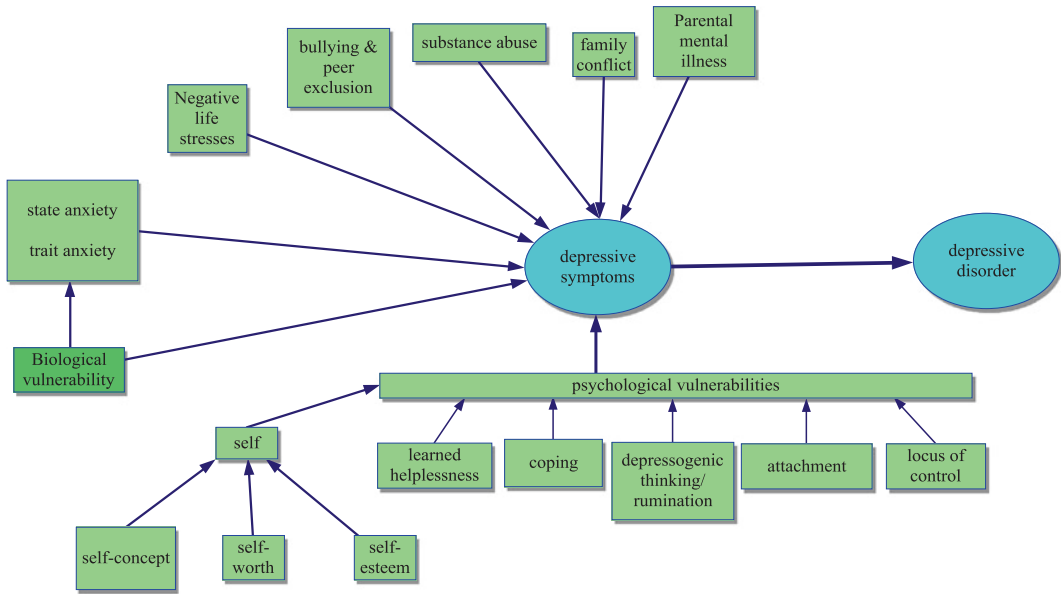 Parental
mental
illness
substance abuse
family
conflict
bullying &
peer
exclusion
Negative
life
stresses
state anxiety
trait anxiety
depressive
symptoms
depressive
disorder
Biological
vulnerability
psychological vulnerabilities
self
learned
helplessness
coping
depressogenic
thinking/
rumination
attachment
locus of
control
self-concept
self-
worth
self-
esteem